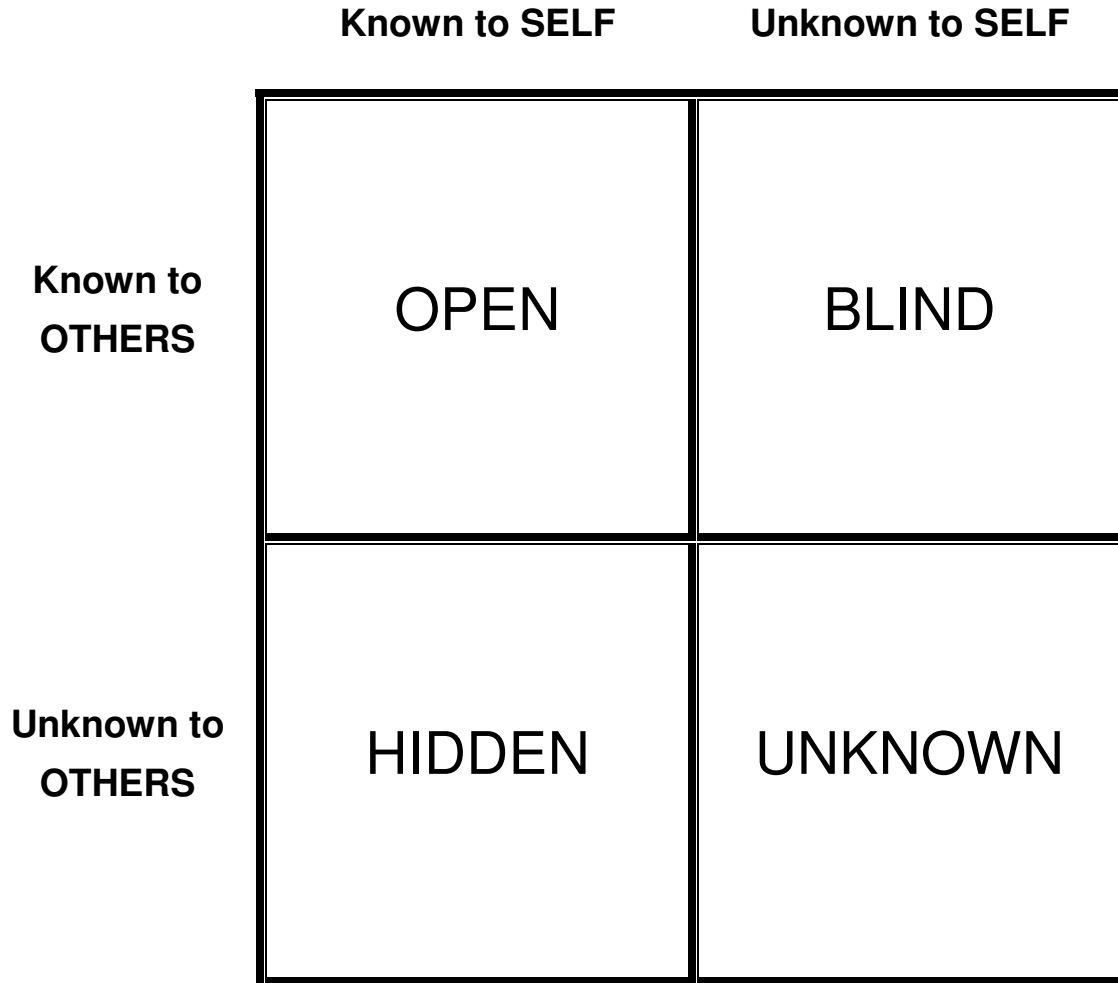 Known to SELF
Unknown to SELF
Known to
OTHERS
OPEN
BLIND
Unknown to
OTHERS
HIDDEN
UNKNOWN